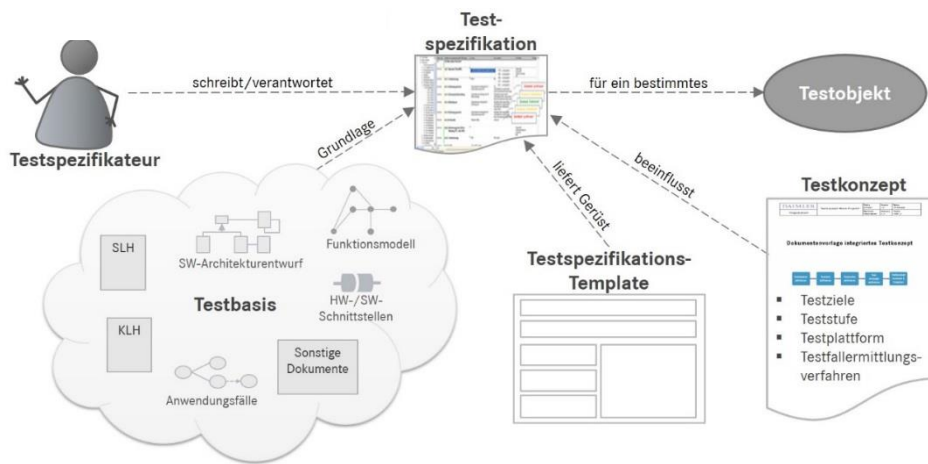 Test-
spezifikation
schreibt/verantwortet
für ein bestimmtes
Testobjekt
Testspezifikateur
Grundlage
liefert Gerüst
beeinflusst
Testkonzept
Dokumentenvorlage integriertes Testkonzept
SLH
SW-Architekturentwurf
Funktionsmodell
Testbasis
HW-/SW-
Schnittstellen
KLH
Anwendungsfälle
Sonstige
Dokumente
Testspezifikations-
Template
Testziele
Teststufe
Testplattform
Testfallermittlungs-
verfahren